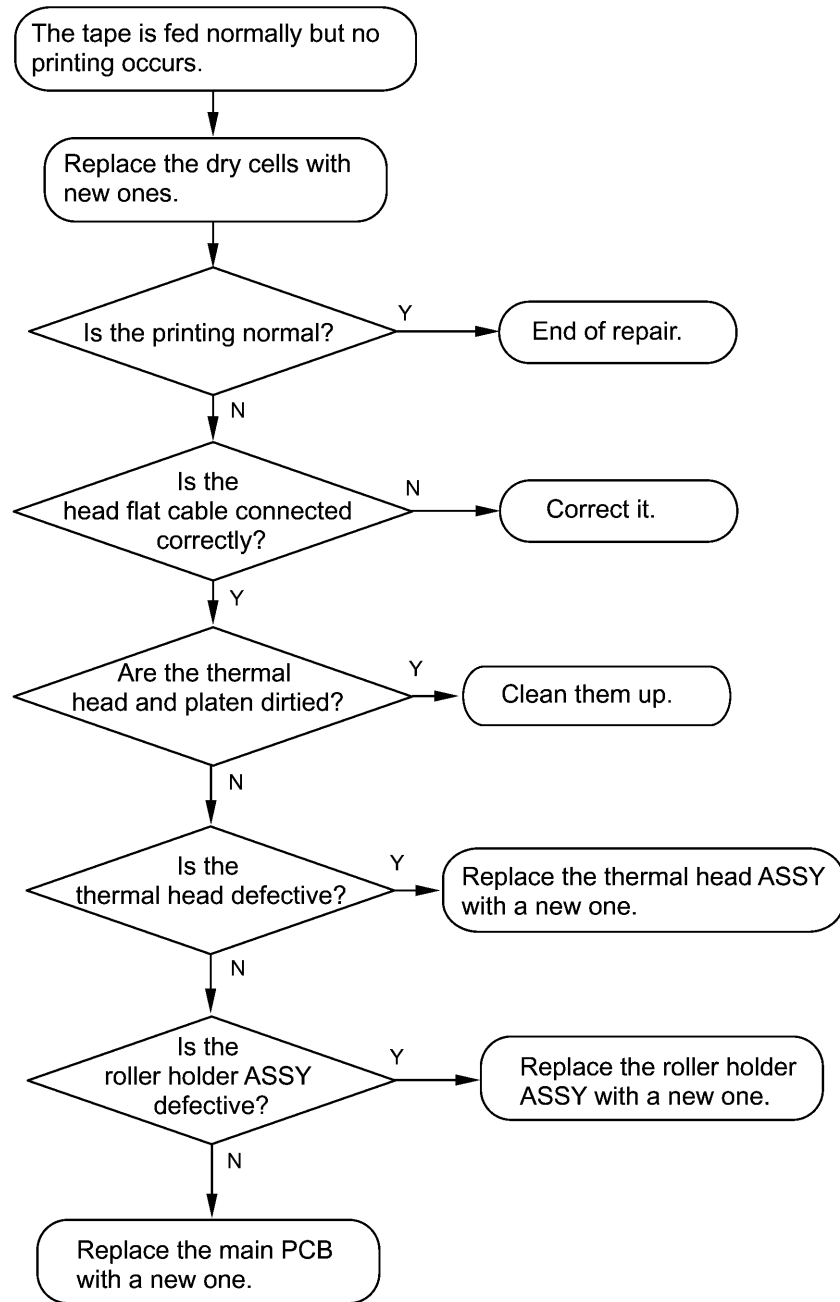 The tape is fed normally but no
printing occurs.
Replace the dry cells with
new ones.
Is the printing normal?
Y
End of repair.
N
Is the
head flat cable connected
correctly?
N
Correct it.
Y
Are the thermal
head and platen dirtied?
Y
Clean them up.
N
Is the
thermal head defective?
Y
Replace the thermal head ASSY
with a new one.
N
Is the
roller holder ASSY
defective?
Y
Replace the roller holder
ASSY with a new one.
N
Replace the main PCB
with a new one.